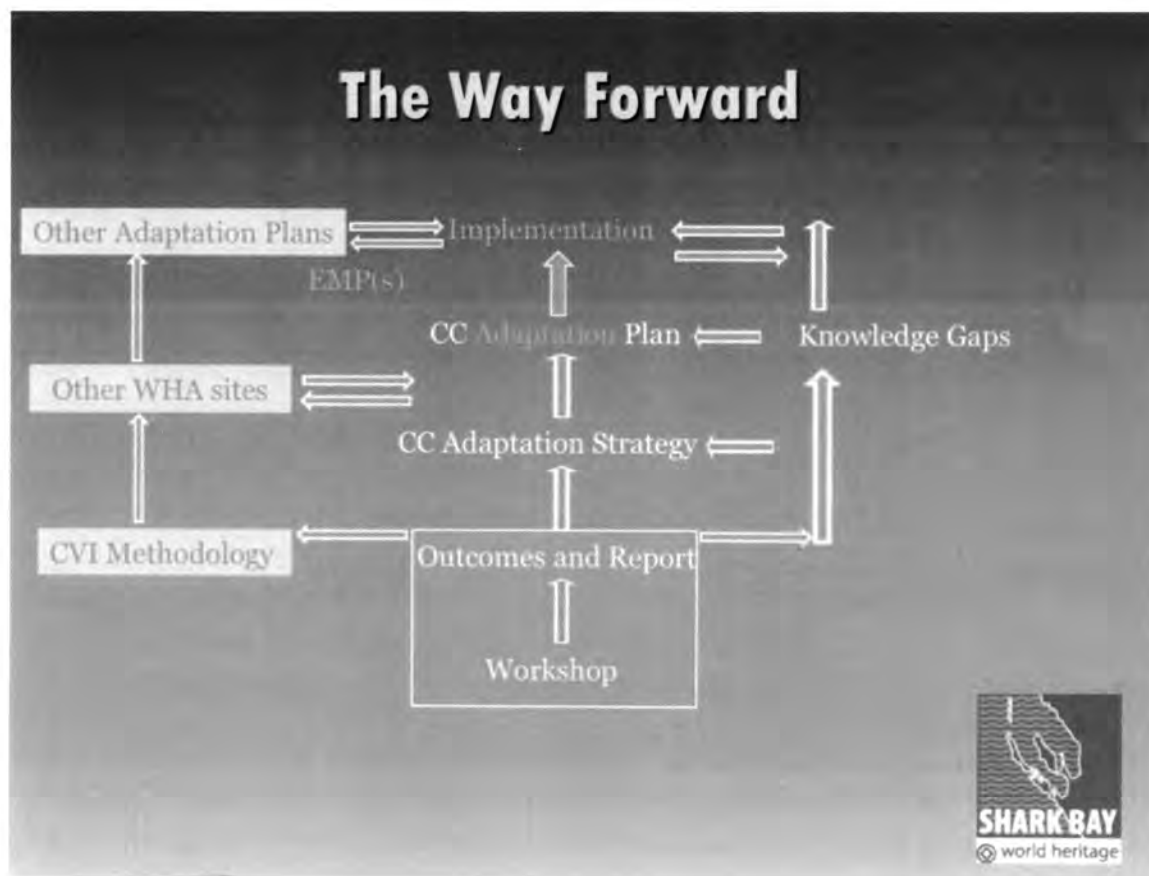 The Way Forward
Other Adaptation Plans
Implementation
EMP(s)
CC Adaptation Plan
Knowledge Gaps
Other WHA sites
CC Adaptation Strategy
CVI Methodology
Outcomes and Report
Workshop
SHARK BAY
world heritage